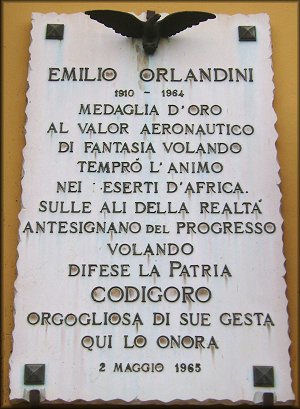 EMILIO ORLANDINI
1910 - 1964
MEDAGLIA D'ORO
AL VALOR AERONAUTICO
DI FANTASIA VOLANDO
TEMPRÓ L'ANIMO
NEI ESERTI D'AFRICA.
SULLE ALI DELLA REALTÁ
ANTESIGNANO DEL PROGRESSO
VOLANDO
DIFESE LA PATRIA
CODIGORO
ORGOGLIOSA DI SUE GESTA
QUI LO ONORA
2 MAGGIO 1965